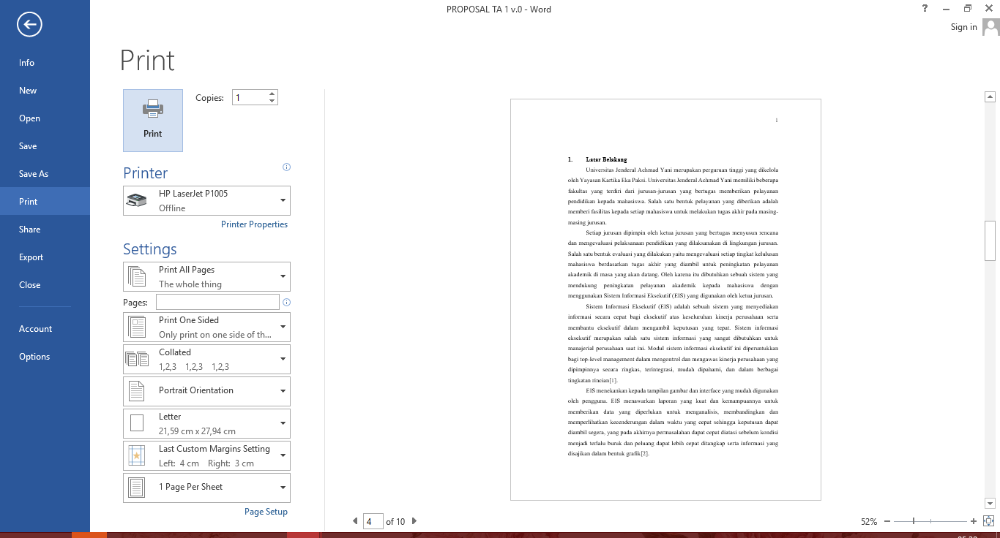 PROPOSAL TA 1 v.0 - Word
?
Sign in
Info
New
Open
Save
Save As
Print
Share
Export
Close
Account
Options
Print
Print
Copies:
1
Printer
HP LaserJet P1005
Offline
Printer Properties
Settings
Print All Pages
The whole thing
Pages:
Print One Sided
Only print on one side of th...
Collated
1,2,3 1,2,3 1,2,3
Portrait Orientation
Letter
21,59 cm x 27,94 cm
Last Custom Margins Setting
Left: 4 cm Right: 3 cm
1 Page Per Sheet
Page Setup
1
1. Latar Belakang
Universitas Jenderal Achmad Yani merupakan perguruan tinggi yang dikelola
oleh Yayasan Kartika Eka Paksi. Universitas Jenderal Achmad Yani memiliki beberapa
fakultas yang terdiri dari jurusan-jurusan yang bertugas memberikan pelayanan
pendidikan kepada mahasiswa. Salah satu bentuk pelayanan yang diberikan adalah
memberi fasilitas kepada setiap mahasiswa untuk melakukan tugas akhir pada masing-
masing jurusan.
Setiap jurusan dipimpin oleh ketua jurusan yang bertugas menyusun rencana
dan mengevaluasi pelaksanaan pendidikan yang dilaksanakan di lingkungan jurusan.
Salah satu bentuk evaluasi yang dilakukan yaitu mengevaluasi setiap tingkat kelulusan
mahasiswa berdasarkan tugas akhir yang diambil untuk peningkatan pelayanan
akademik di masa yang akan datang. Oleh karena itu dibutuhkan sebuah sistem yang
mendukung peningkatan pelayanan akademik kepada mahasiswa dengan
menggunakan Sistem Informasi Eksekutif (EIS) yang digunakan oleh ketua jurusan.
Sistem Informasi Eksekutif (EIS) adalah sebuah sistem yang menyediakan
informasi secara cepat bagi eksekutif atas keseluruhan kinerja perusahaan serta
membantu eksekutif dalam mengambil keputusan yang tepat. Sistem informasi
eksekutif merupakan salah satu sistem informasi yang sangat dibutuhkan untuk
manajerial perusahaan saat ini. Modul sistem informasi eksekutif ini diperuntukkan
bagi top-level management dalam mengontrol dan mengawas kinerja perusahaan yang
dipimpinnya secara ringkas, terintegrasi, mudah dipahami, dan dalam berbagai
tingkatan rincian[1].
EIS menekankan kepada tampilan gambar dan interface yang mudah digunakan
oleh pengguna. EIS menawarkan laporan yang kuat dan kemampuannya untuk
memberikan data yang diperlukan untuk menganalisis, membandingkan dan
memperlihatkan kecenderungan dalam waktu yang cepat sehingga keputusan dapat
diambil segera, yang pada akhirnya permasalahan dapat cepat diatasi sebelum kondisi
menjadi terlalu buruk dan peluang dapat lebih cepat ditangkap serta informasi yang
disajikan dalam bentuk grafik[2].
4 of 10
52%